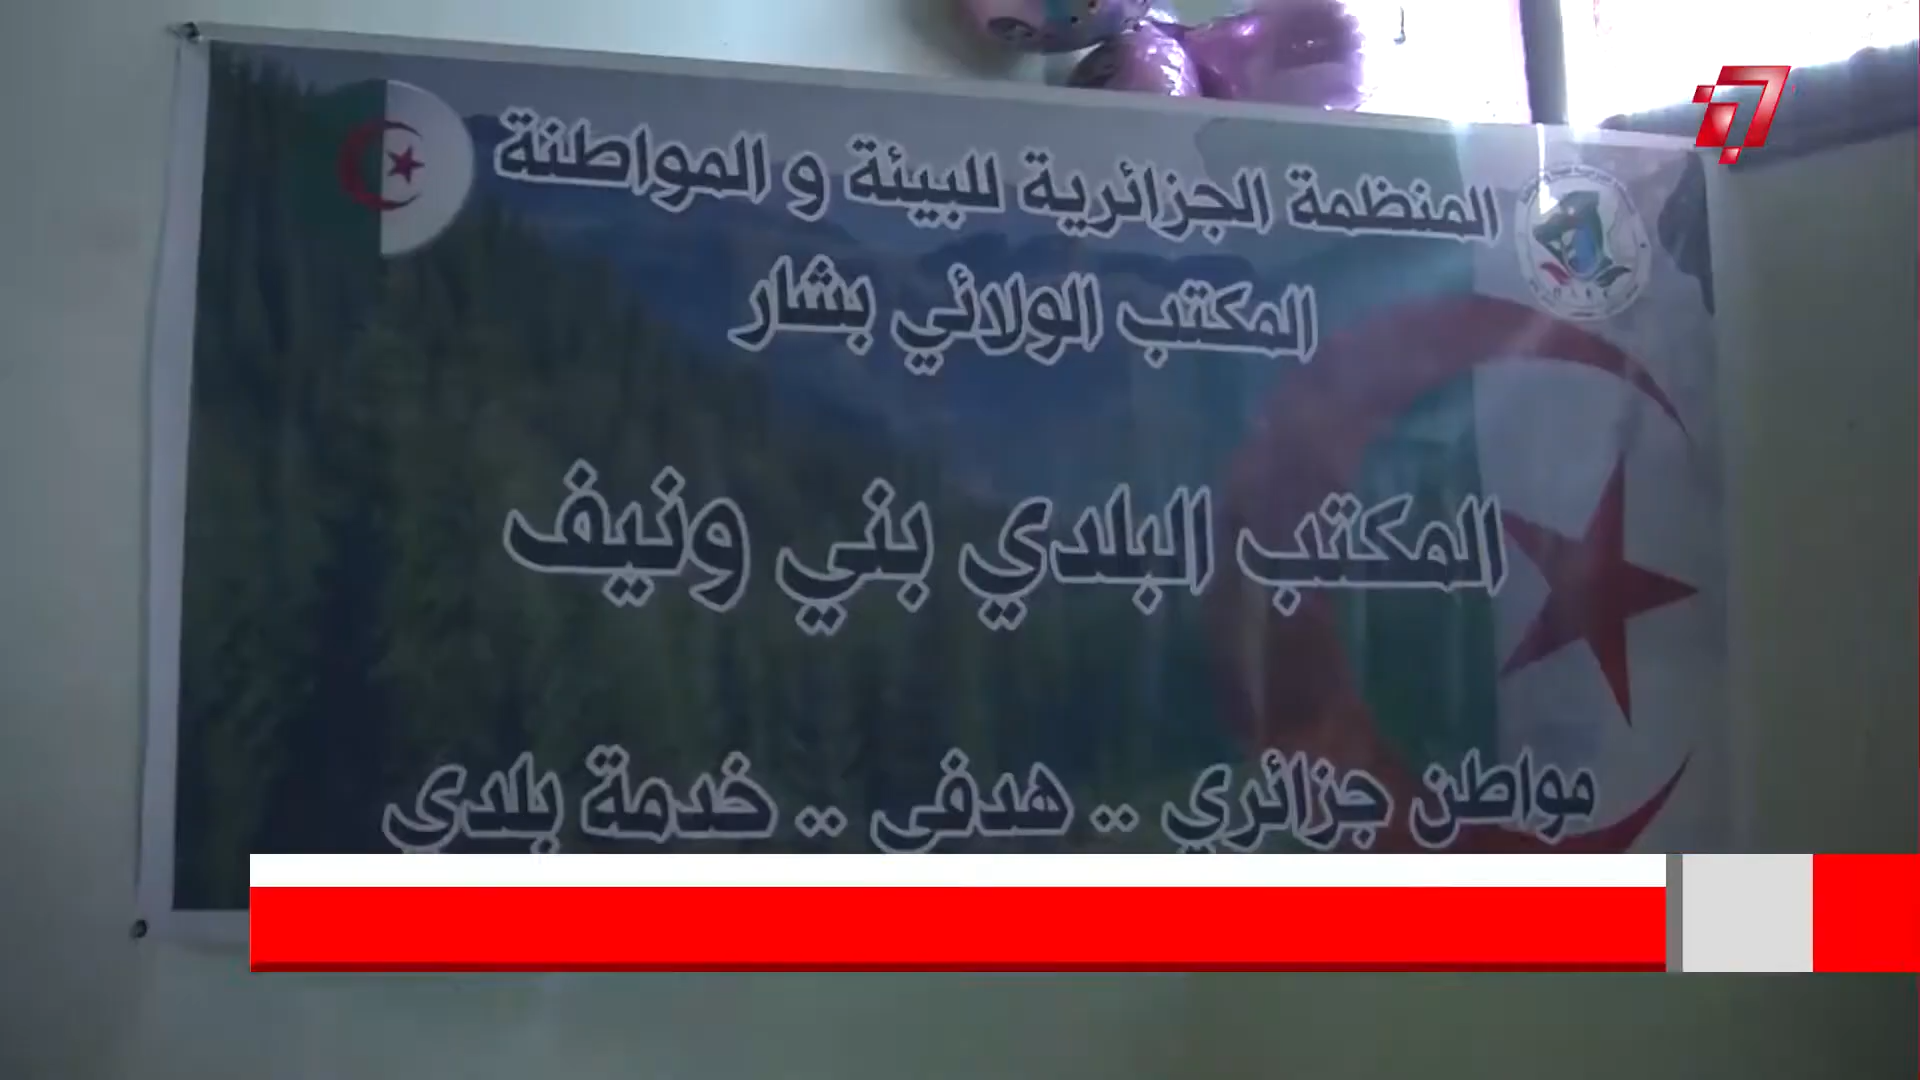 المنظمة الجزائرية للبيئة و المواطنة
المكتب الولائي بشار
المكتب البلدي بني ونيف
مواطن جزائري .. هدفي .. خدمة بلدي